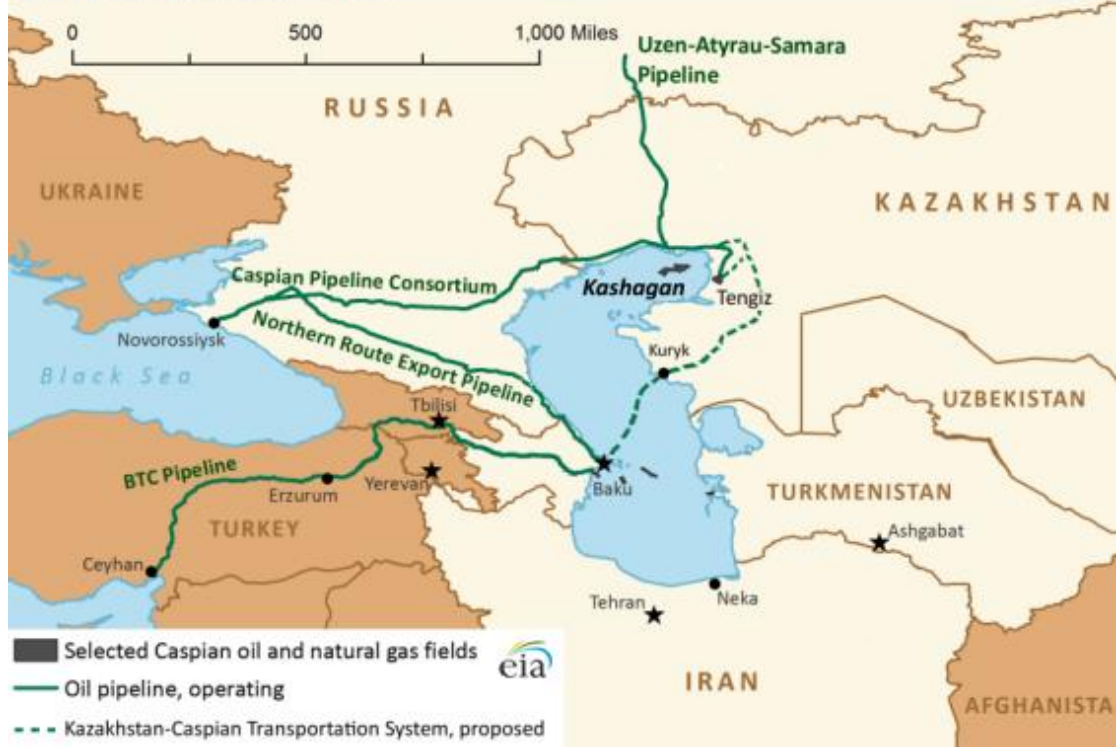 0 500 1,000 Miles
Uzen-Atyrau-Samara
Pipeline
RUSSIA
UKRAINE
KAZAKHSTAN
Caspian Pipeline Consortium
Kashagan
Tengiz
Novorossiysk
Northern Route Export Pipeline
Kuryk
Black Sea
UZBEKISTAN
Tbilisi
BTC Pipeline
Erzurum
Yerevan
Baku
TURKMENISTAN
TURKEY
Ashgabat
Ceyhan
Tehran
Neka
Selected Caspian oil and natural gas fields
eia
Oil pipeline, operating
IRAN
AFGHANISTA
Kazakhstan-Caspian Transportation System, proposed